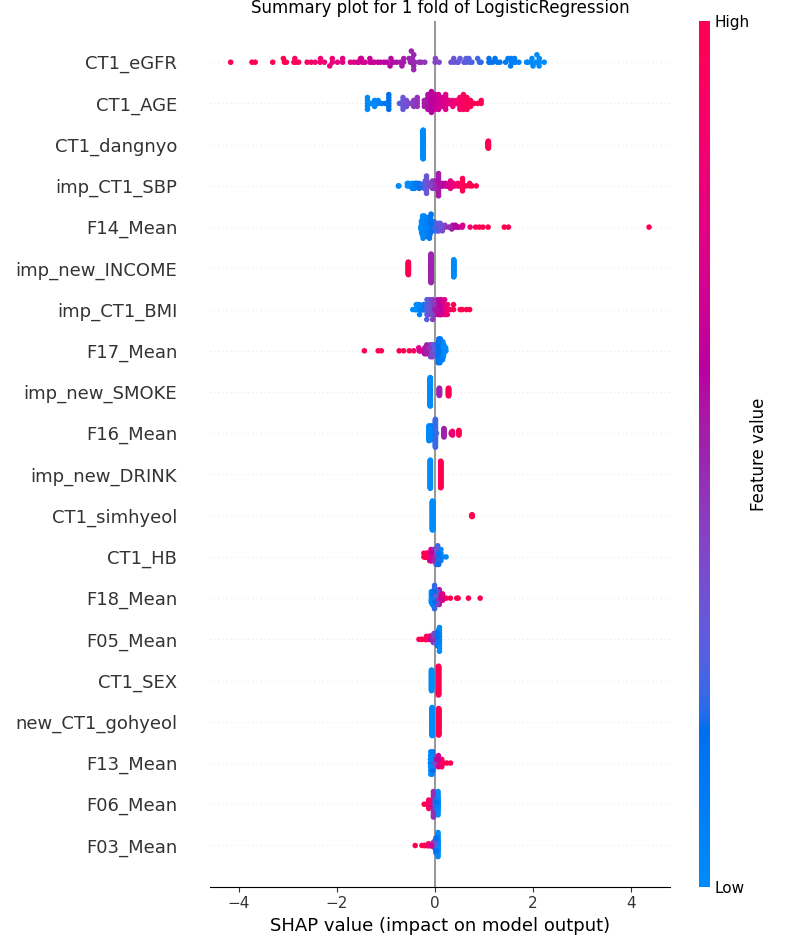 Summary plot for 1 fold of LogisticRegression
High
CT1_eGFR
CT1_AGE
CT1_dangnyo
imp_CT1_SBP
F14_Mean
imp_new_INCOME
imp_CT1_BMI
F17_Mean
imp_new_SMOKE
F16_Mean
imp_new_DRINK
CT1_simhyeol
CT1_HB
F18_Mean
F05_Mean
CT1_SEX
new_CT1_gohyeol
F13_Mean
F06_Mean
F03_Mean
Feature value
Low
−4 −2 0 2 4
SHAP value (impact on model output)